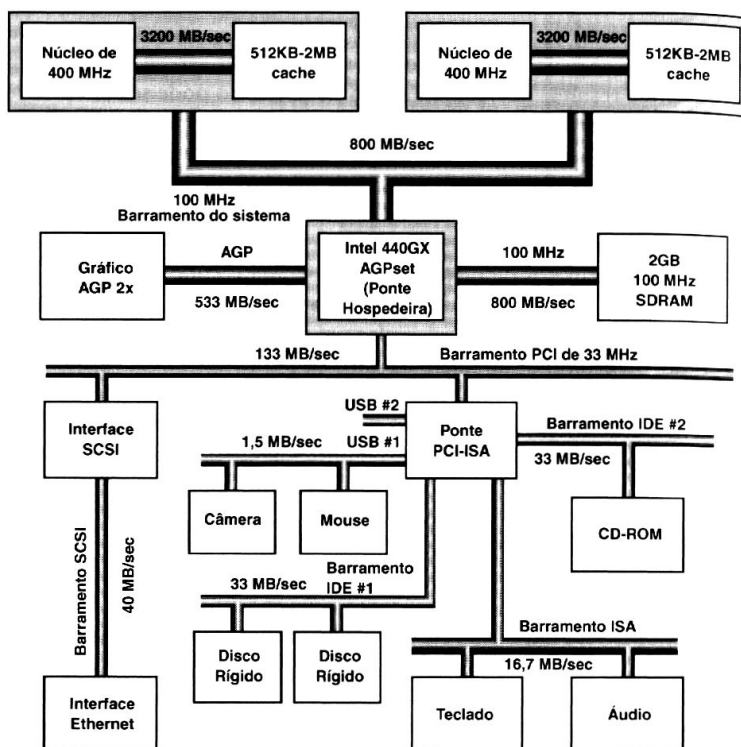 3200 MB/sec
Núcleo de
400 MHz
512KB-2MB
cache
3200 MB/sec
Núcleo de
400 MHz
512KB-2MB
cache
800 MB/sec
100 MHz
Barramento do sistema
Gráfico
AGP 2x
AGP
533 MB/sec
Intel 440GX
AGPset
(Ponte
Hospedeira)
100 MHz
800 MB/sec
2GB
100 MHz
SDRAM
133 MB/sec
Barramento PCI de 33 MHz
Interface
SCSI
USB #2
1,5 MB/sec
USB #1
Ponte
PCI-ISA
Barramento IDE #2
33 MB/sec
Câmera
Mouse
CD-ROM
Barramento SCSI
40 MB/sec
33 MB/sec
Barramento
IDE #1
Disco
Rígido
Disco
Rígido
Barramento ISA
16,7 MB/sec
Interface
Ethernet
Teclado
Áudio